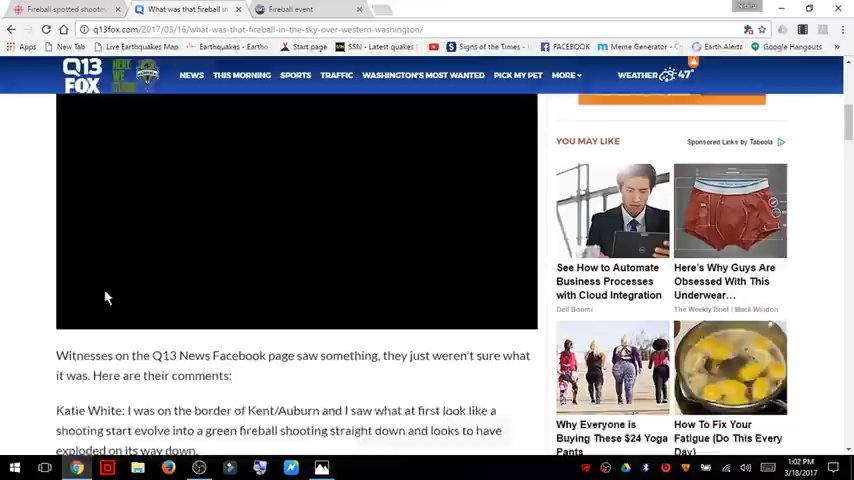 Fireball spotted shootin
What was that fireball in
Fireball event
q13fox.com/2017/03/16/what-was-that-fireball-in-the-sky-over-western-washington/
Apps
New Tab
Live Earthquakes Map
Earthquakes - Emerg
Start page
SSN - Latest quakes |
Signs of the Times -
FACEBOOK
Meme Generator - C
Earth Alerts
Google Hangouts
Q13 FOX
HERE WE
NEWS THIS MORNING SPORTS TRAFFIC WASHINGTON'S MOST WANTED PICK MY PET MORE
WEATHER 47°
YOU MAY LIKE
Sponsored Links by Taboola
See How to Automate
Business Processes
with Cloud Integration
Dell Boomi
Here's Why Guys Are
Obsessed With This
Underwear…
The Weekly Brief | Mack Weldon
Why Everyone is
Buying These $24 Yoga
Pants
How To Fix Your
Fatigue (Do This Every
Day)
Witnesses on the Q13 News Facebook page saw something, they just weren't sure what
it was. Here are their comments:
Katie White: I was on the border of Kent/Auburn and I saw what at first look like a
shooting start evolve into a green fireball shooting straight down and looks to have
exploded on its way down.
1:02 PM
3/18/2017